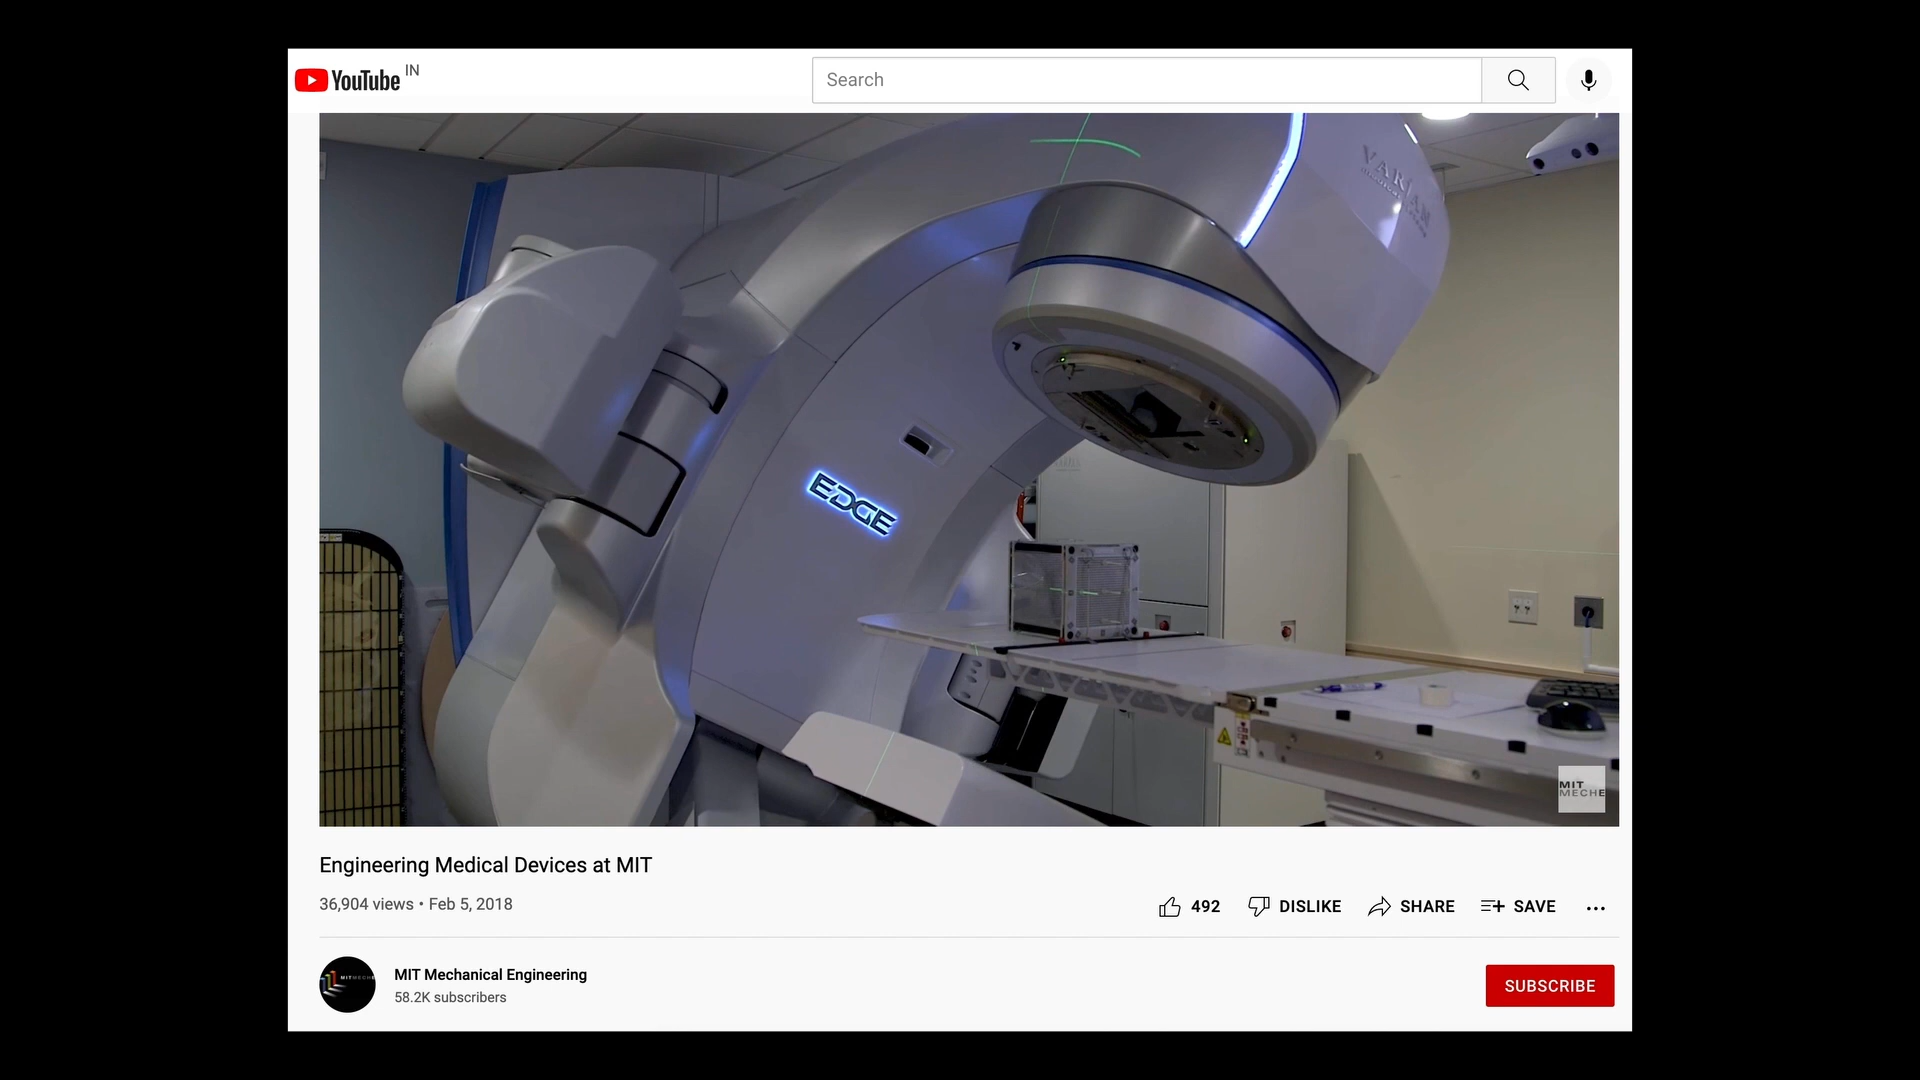 YouTube IN
Search
VARIAN
EDGE
MIT
MECHE
Engineering Medical Devices at MIT
36,904 views • Feb 5, 2018
492 DISLIKE SHARE SAVE ...
MIT Mechanical Engineering
58.2K subscribers
SUBSCRIBE